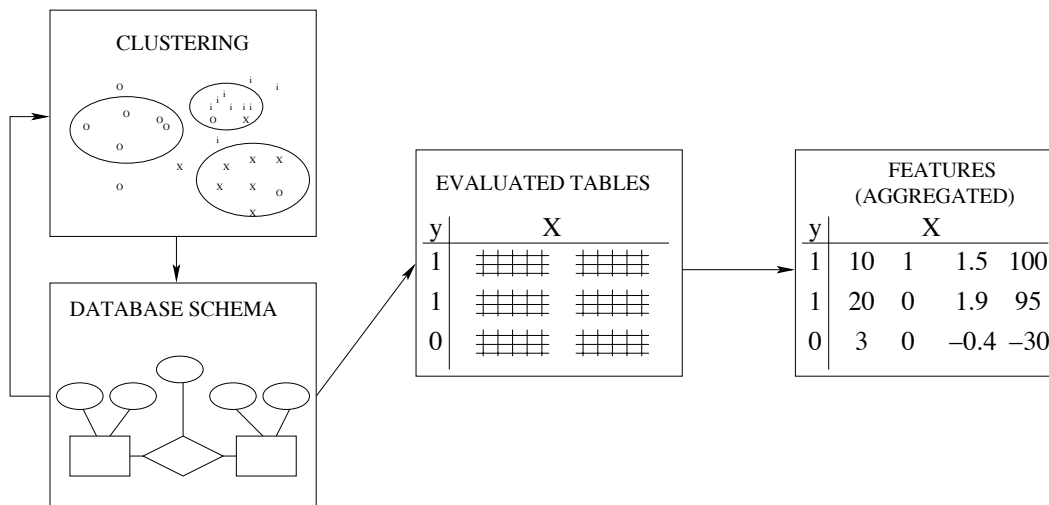 CLUSTERING
i
o i
i
i
o i i i i
o o o o x
i
o x x
x x
x x x o
o
x
DATABASE SCHEMA
EVALUATED TABLES
y X
1
1
0
FEATURES
(AGGREGATED)
y X
1 10 1 1.5 100
1 20 0 1.9 95
0 3 0 −0.4 −30